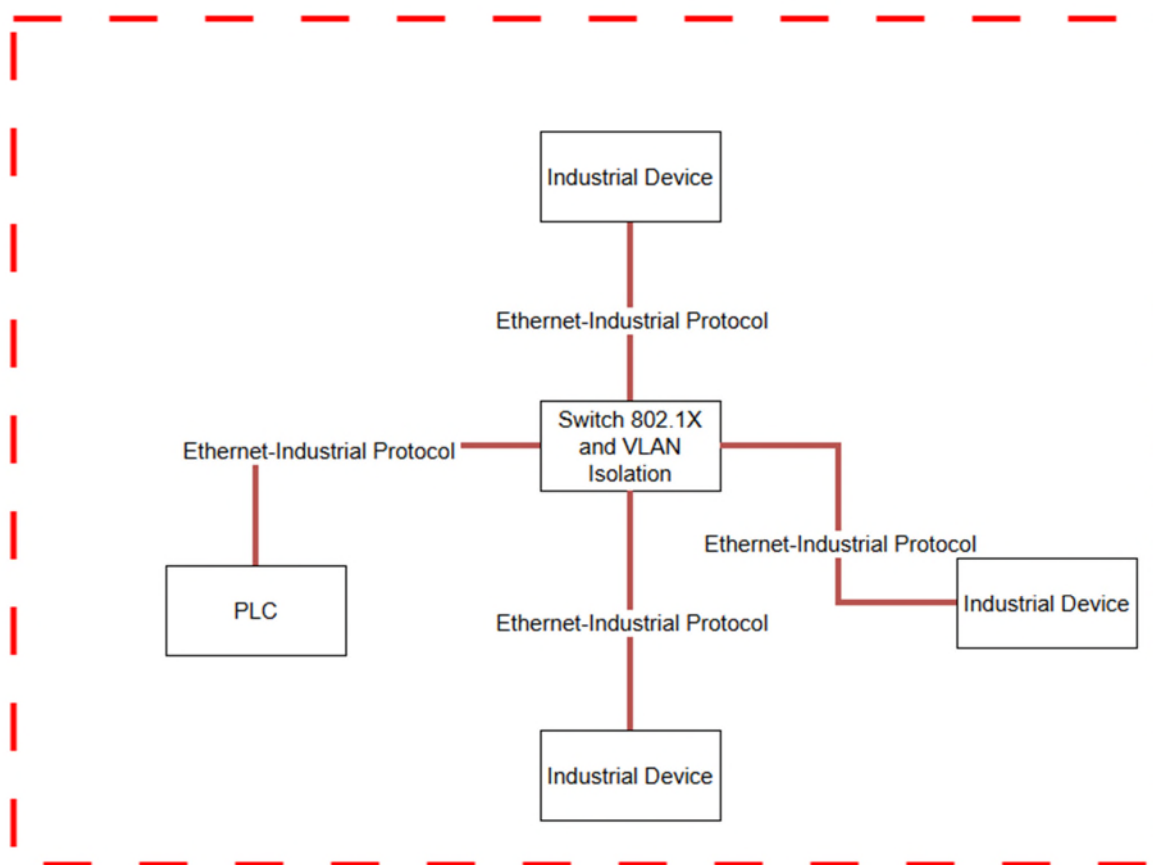 Industrial Device
Ethernet-Industrial Protocol
Switch 802.1X
and VLAN
Isolation
Ethernet-Industrial Protocol
Ethernet-Industrial Protocol
Industrial Device
PLC
Ethernet-Industrial Protocol
Industrial Device